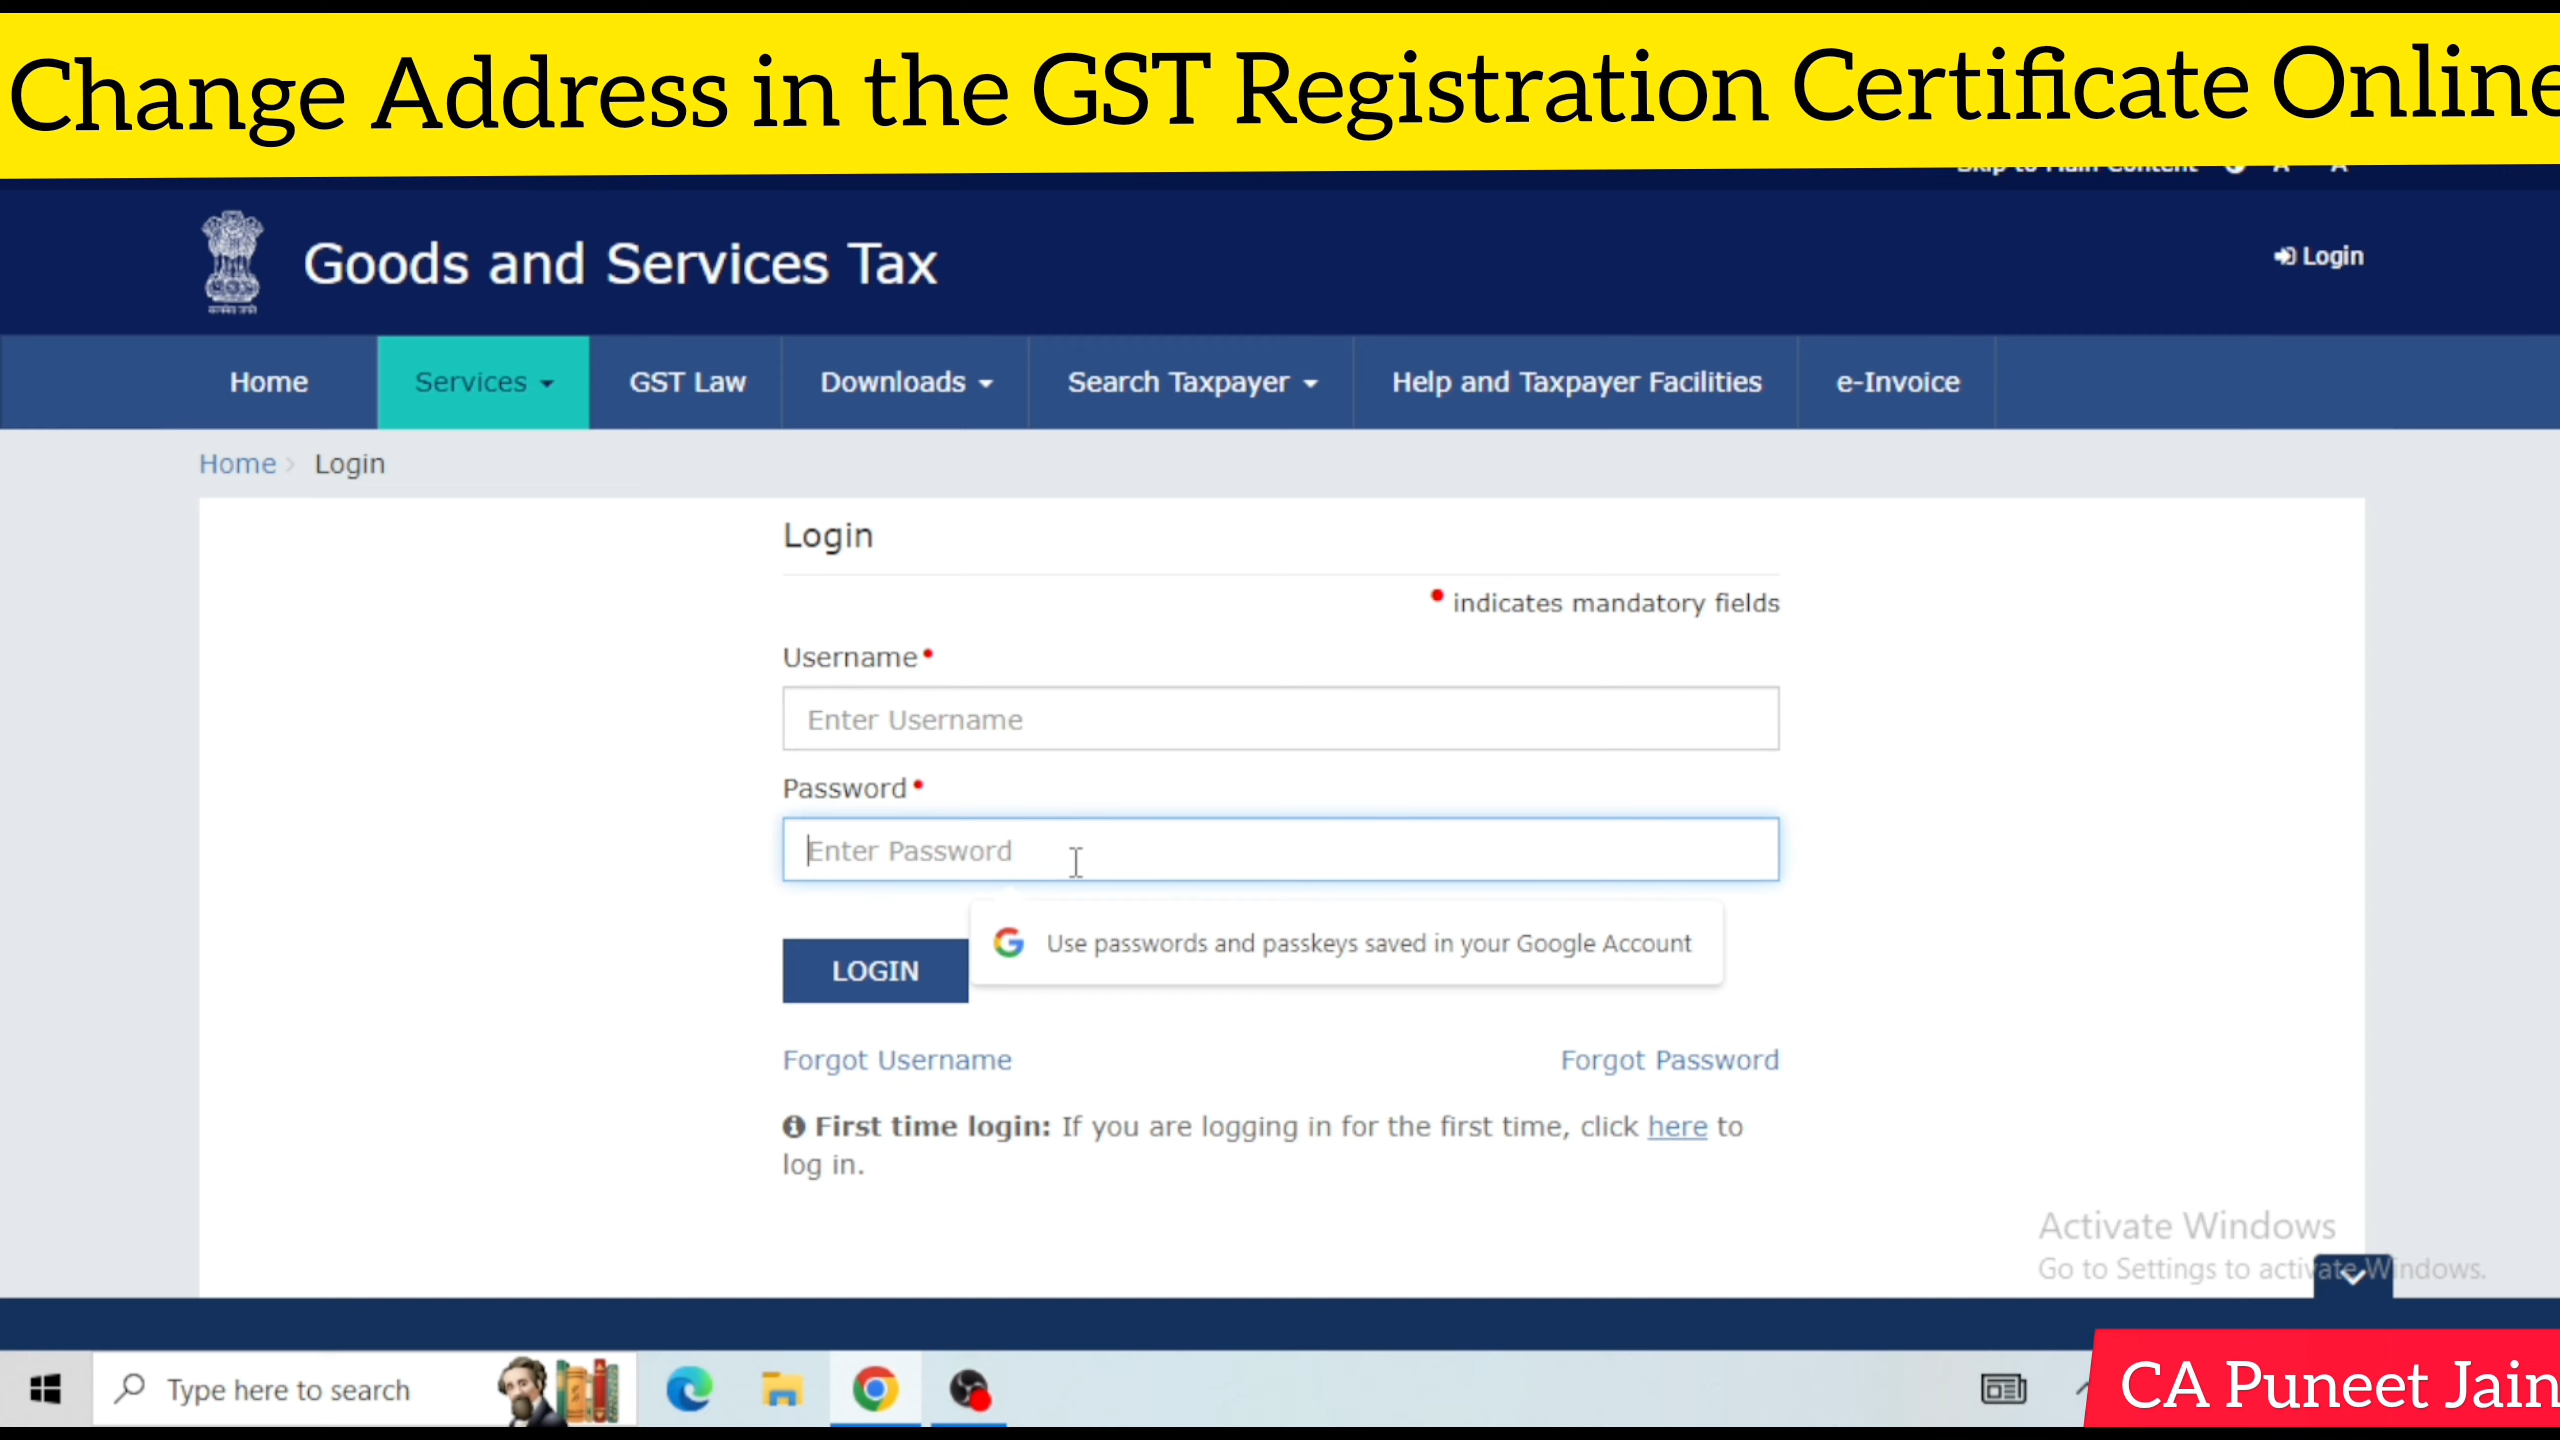 Change Address in the GST Registration Certificate Online
Skip to Main Content
Goods and Services Tax
Login
Home
Services
GST Law
Downloads
Search Taxpayer
Help and Taxpayer Facilities
e-Invoice
Home
Login
Login
indicates mandatory fields
Username
Enter Username
Password
Enter Password
Use passwords and passkeys saved in your Google Account
LOGIN
Forgot Username
Forgot Password
First time login: If you are logging in for the first time, click here to
log in.
Activate Windows
Go to Settings to activate Windows.
Type here to search
CA Puneet Jain